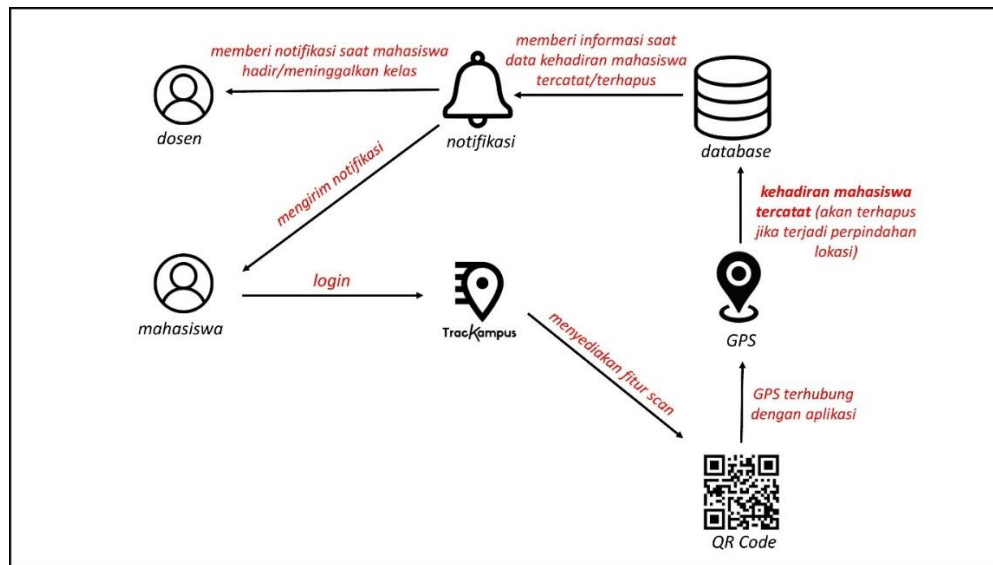 memberi notifikasi saat mahasiswa
hadir/meninggalkan kelas
memberi informasi saat
data kehadiran mahasiswa
tercatat/terhapus
dosen
notifikasi
database
mengirim notifikasi
kehadiran mahasiswa
tercatat (akan terhapus
jika terjadi perpindahan
lokasi)
login
mahasiswa
TracKampus
menyediakan fitur scan
GPS
GPS terhubung
dengan aplikasi
QR Code